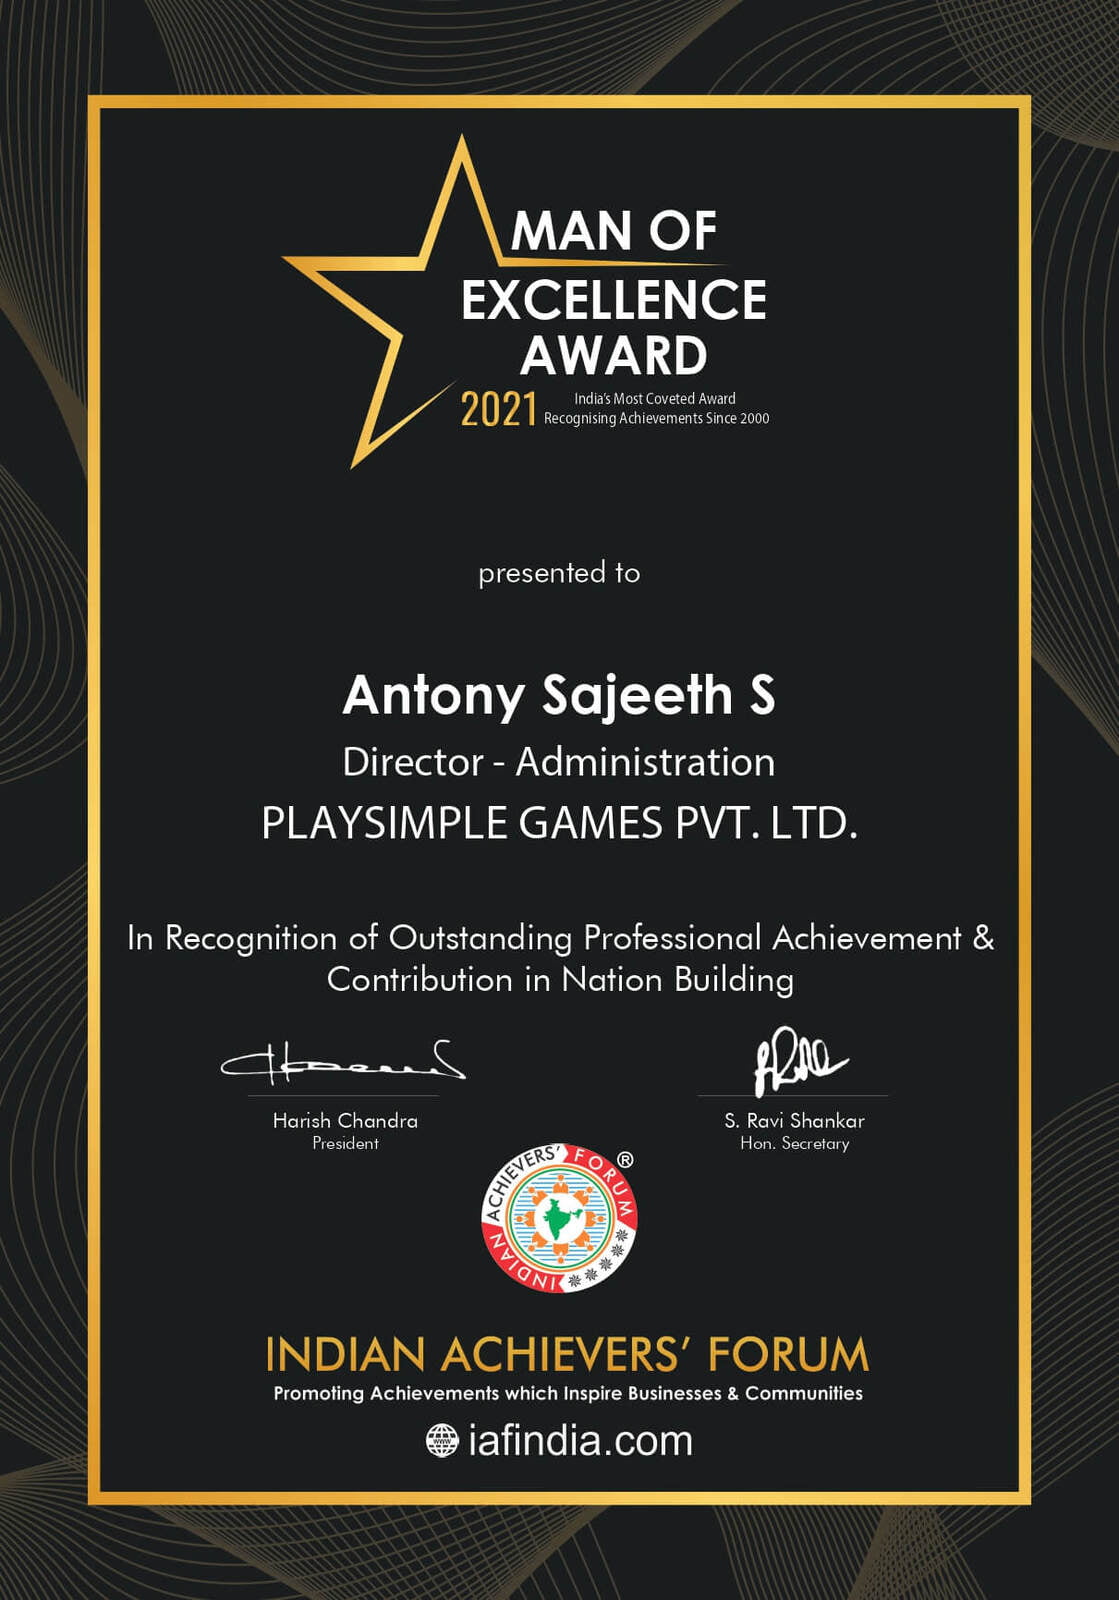 MAN OF
EXCELLENCE
AWARD
2021
India's Most Coveted Award
Recognising Achievements Since 2000
presented to
Antony Sajeeth S
Director - Administration
PLAYSIMPLE GAMES PVT. LTD.
In Recognition of Outstanding Professional Achievement &
Contribution in Nation Building
Harish Chandra
President
S. Ravi Shankar
Hon. Secretary
INDIAN ACHIEVERS' FORUM ®
INDIAN ACHIEVERS' FORUM
Promoting Achievements which Inspire Businesses & Communities
www iafindia.com